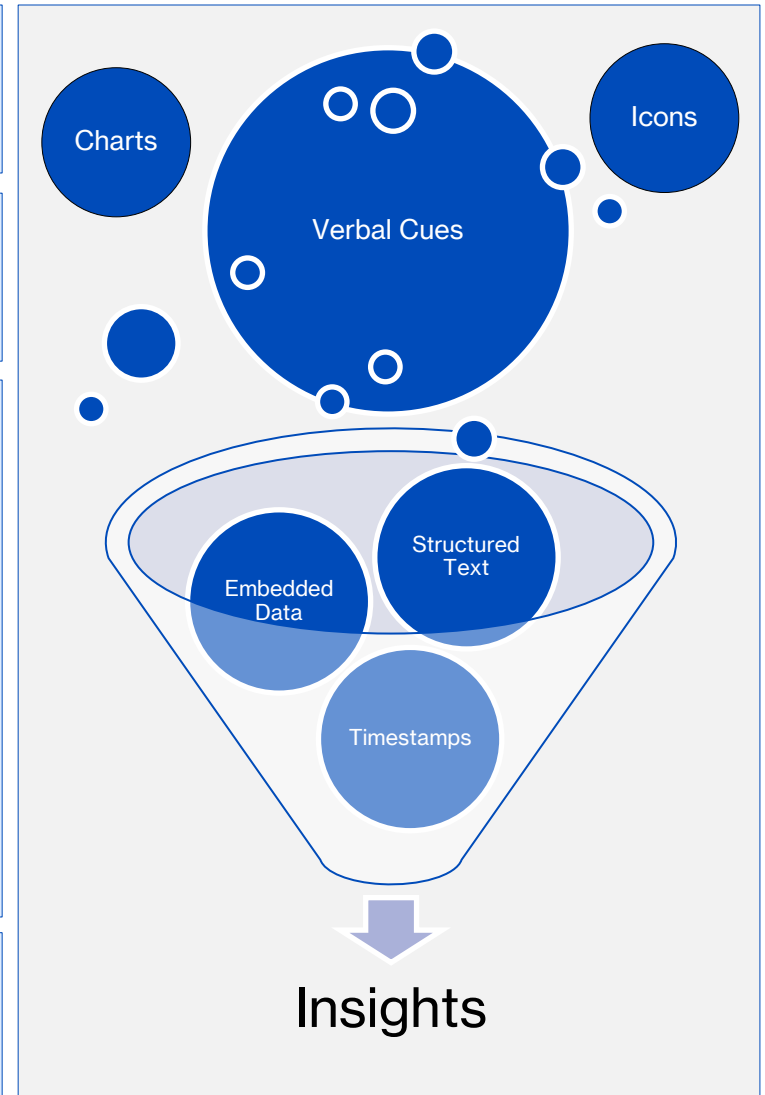 Charts
Icons
Verbal Cues
Structured
Text
Embedded
Data
Timestamps
Insights